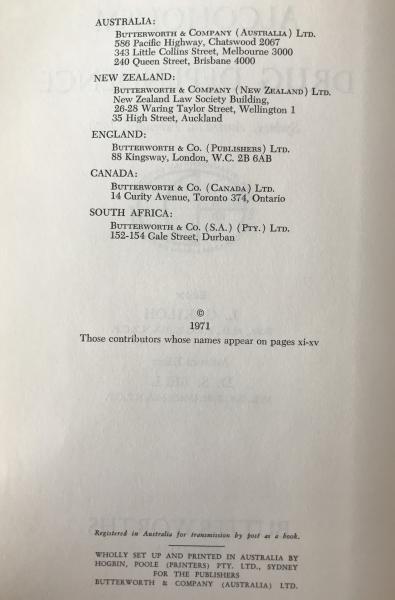 AUSTRALIA:
BUTTERWORTH & COMPANY (AUSTRALIA) LTD.
586 Pacific Highway, Chatswood 2067
343 Little Collins Street, Melbourne 3000
240 Queen Street, Brisbane 4000
NEW ZEALAND:
BUTTERWORTH & COMPANY (NEW ZEALAND) LTD.
New Zealand Law Society Building,
26-28 Waring Taylor Street, Wellington 1
35 High Street, Auckland
ENGLAND:
BUTTERWORTH & CO. (PUBLISHERS) LTD.
88 Kingsway, London, W.C. 2B 6AB
CANADA:
BUTTERWORTH & CO. (CANADA) LTD.
14 Curity Avenue, Toronto 374, Ontario
SOUTH AFRICA:
BUTTERWORTH & CO. (S.A.) (PTY.) LTD.
152-154 Gale Street, Durban
©
1971
Those contributors whose names appear on pages xi-xv
Registered in Australia for transmission by post as a book.
WHOLLY SET UP AND PRINTED IN AUSTRALIA BY
HOGBIN, POOLE (PRINTERS) PTY. LTD., SYDNEY
FOR THE PUBLISHERS
BUTTERWORTH & COMPANY (AUSTRALIA) LTD.